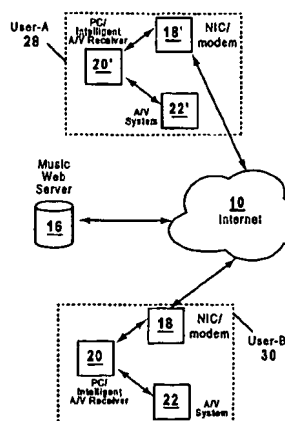 User-A
28
PC/
Intelligent
A/V Receiver
20'
18'
NIC/
modem
A/V
System
22'
Music
Web
Server
16
10
Internet
18
NIC/
modem
20
PC/
Intelligent
A/V Receiver
22
A/V
System
User-B
30